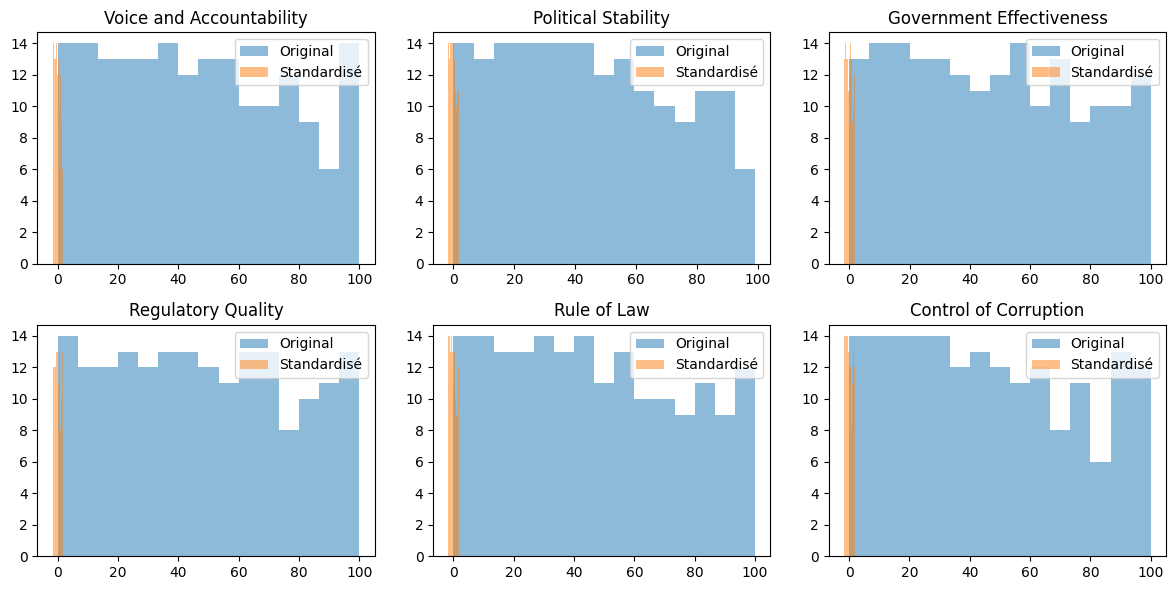 Voice and Accountability
14
12
10
8
6
4
2
0
0 20 40 60 80 100
Original
Standardisé
Political Stability
14
12
10
8
6
4
2
0
0 20 40 60 80 100
Original
Standardisé
Government Effectiveness
14
12
10
8
6
4
2
0
0 20 40 60 80 100
Original
Standardisé
Regulatory Quality
14
12
10
8
6
4
2
0
0 20 40 60 80 100
Original
Standardisé
Rule of Law
14
12
10
8
6
4
2
0
0 20 40 60 80 100
Original
Standardisé
Control of Corruption
14
12
10
8
6
4
2
0
0 20 40 60 80 100
Original
Standardisé